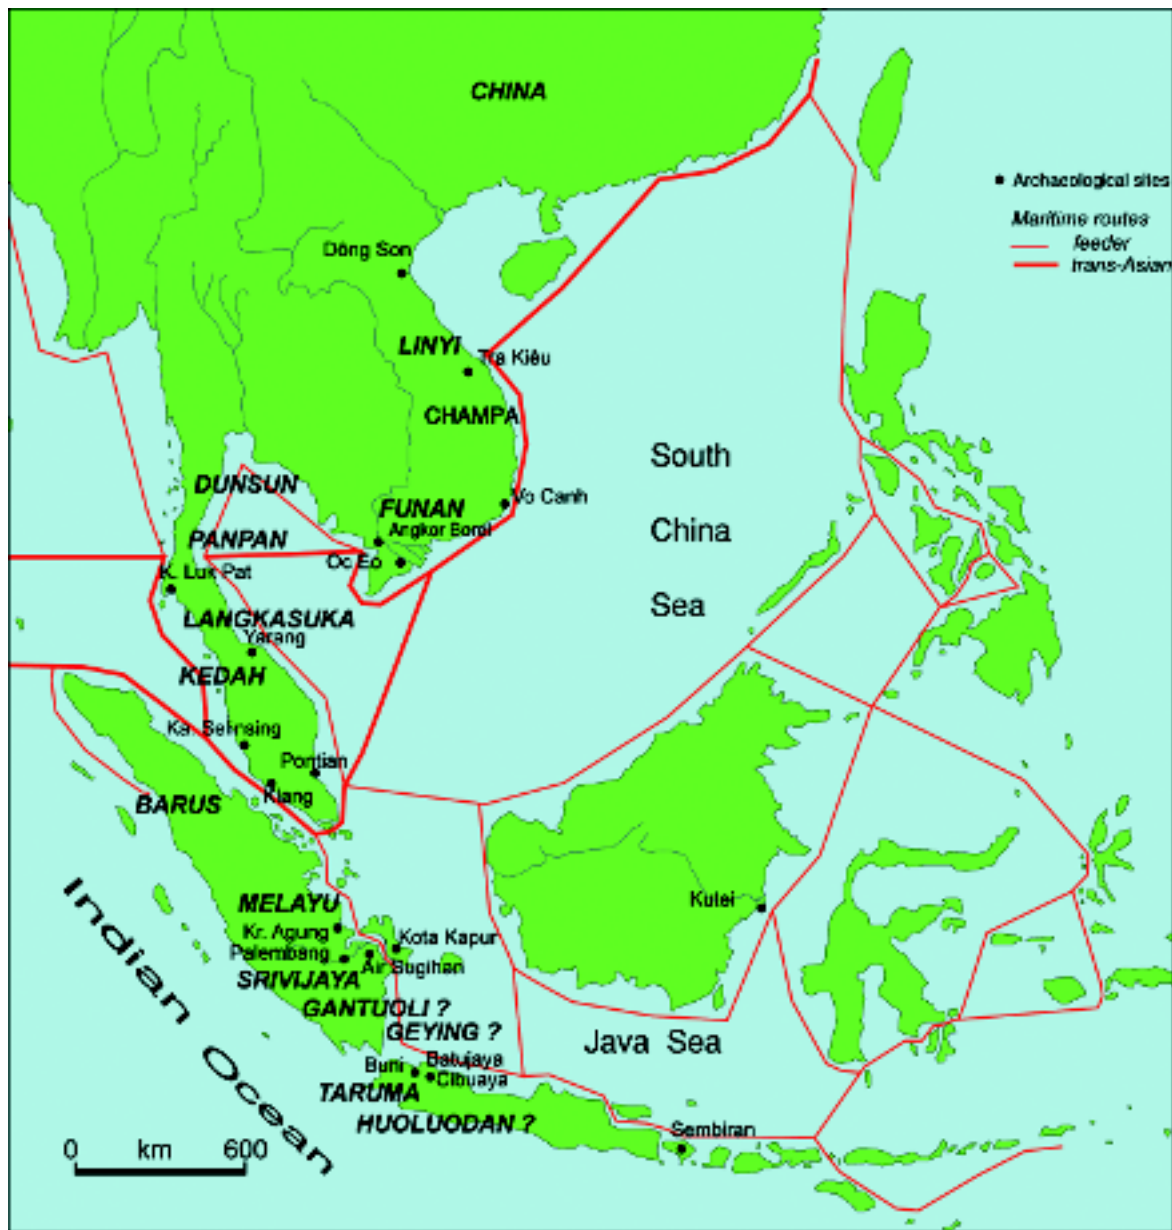 CHINA
Archaeological sites
Maritime routes
feeder
trans-Asian
Dông Son
LINYI
Tra Kiêu
CHAMPA
South
China
Sea
DUNSUN
FUNAN
Vo Canh
Angkor Borei
PANPAN
Oc Eo
K. Luk Pat
LANGKASUKA
Yarang
KEDAH
Ka. Selinsing
Pontian
Klang
BARUS
Indian Ocean
MELAYU
Kr. Agung
Kota Kapur
Palembang
Air Sugihan
SRIVIJAYA
GANTUOLI ?
GEYING ?
Kutei
Java Sea
Buni
Batujaya
Cibuaya
TARUMA
HUOLUODAN ?
Sembiran
0 km 600